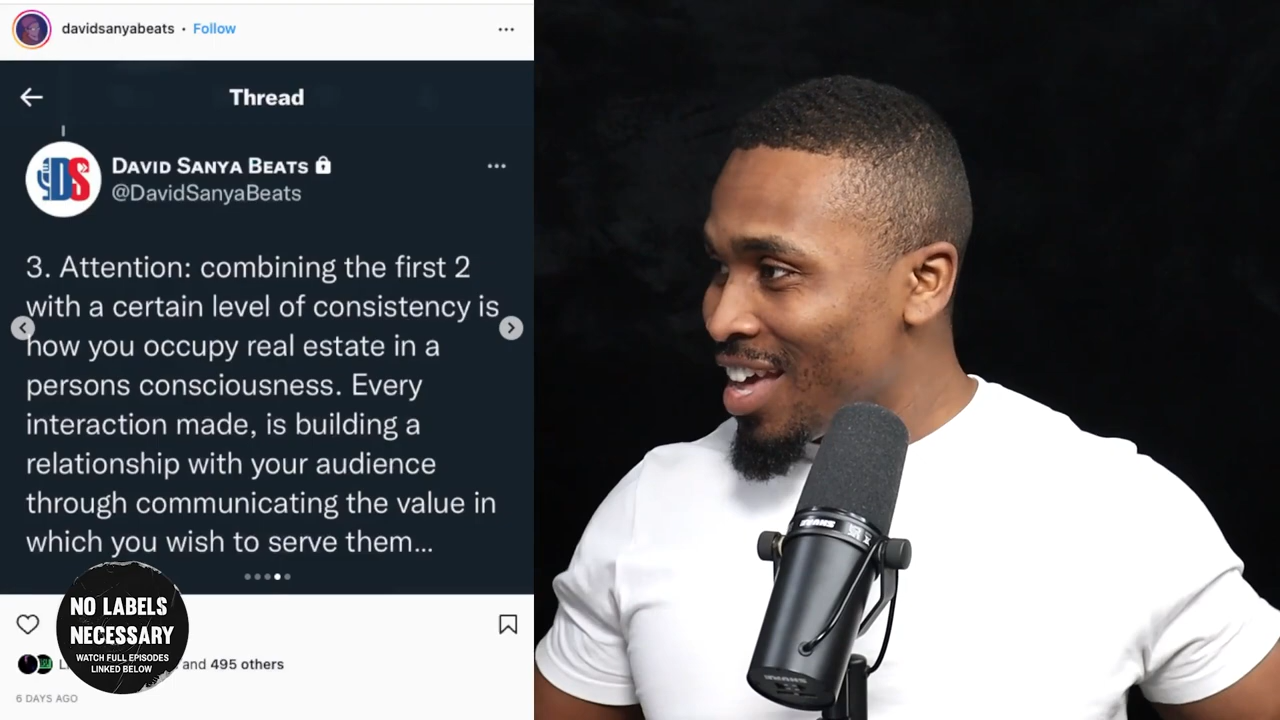 davidsanyabeats • Follow
Thread
DS
DAVID SANYA BEATS
@DavidSanyaBeats
3. Attention: combining the first 2
with a certain level of consistency is
how you occupy real estate in a
persons consciousness. Every
interaction made, is building a
relationship with your audience
through communicating the value in
which you wish to serve them...
NO LABELS
NECESSARY
WATCH FULL EPISODES
LINKED BELOW
and 495 others
6 DAYS AGO
SHURE
SHURE